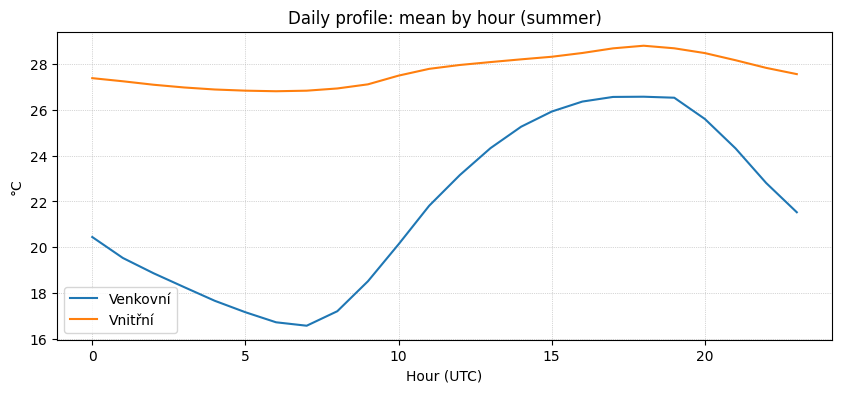 Daily profile: mean by hour (summer)
°C
28
26
24
22
20
18
16
Venkovní
Vnitřní
0 5 10 15 20
Hour (UTC)